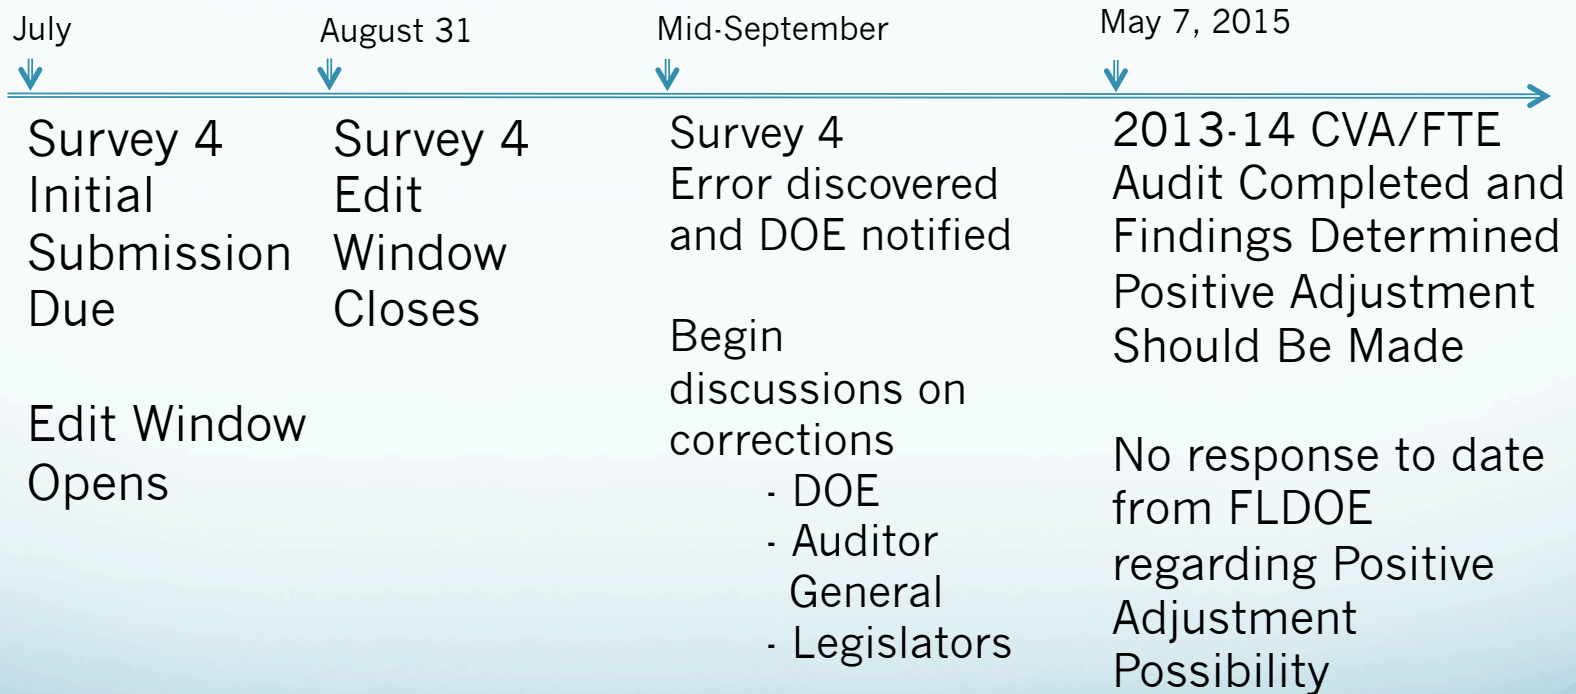 July
Survey 4
Initial
Submission
Due
Edit Window
Opens
August 31
Survey 4
Edit
Window
Closes
Mid-September
Survey 4
Error discovered
and DOE notified
Begin
discussions on
corrections
- DOE
- Auditor
General
- Legislators
May 7, 2015
2013-14 CVA/FTE
Audit Completed and
Findings Determined
Positive Adjustment
Should Be Made
No response to date
from FLDOE
regarding Positive
Adjustment
Possibility